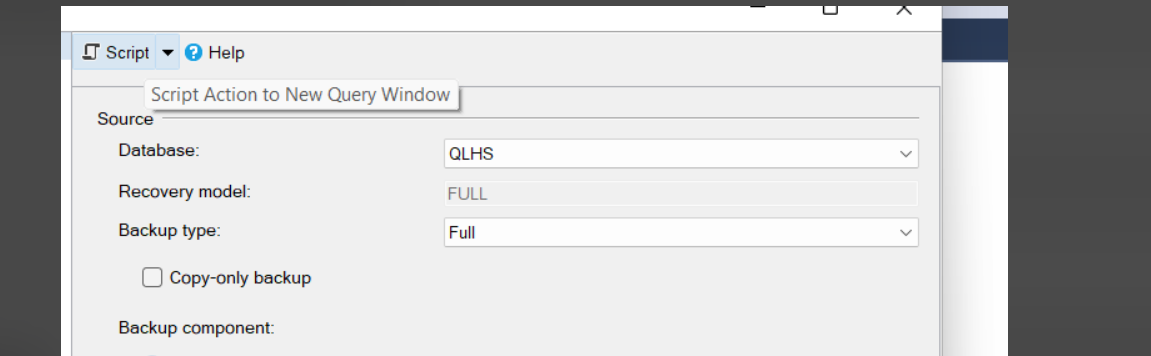 Script Help
Script Action to New Query Window
Source
Database: QLHS
Recovery model: FULL
Backup type: Full
Copy-only backup
Backup component: